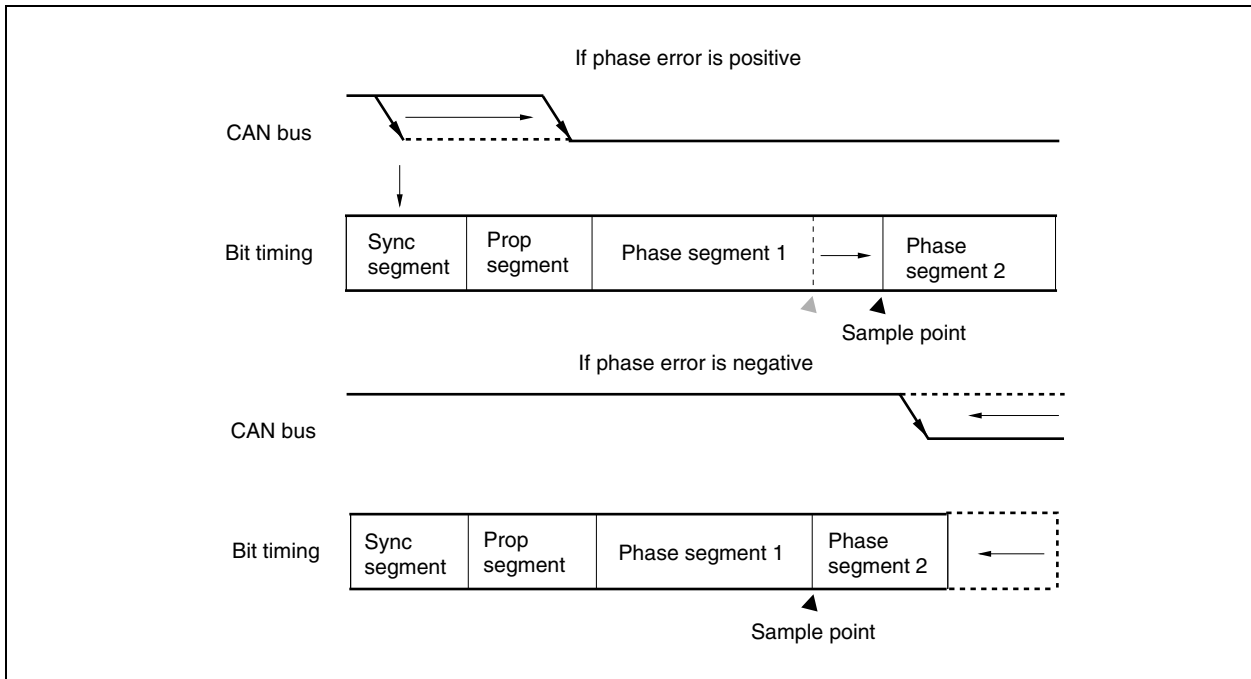 If phase error is positive
CAN bus
Bit timing
Sync
segment
Prop
segment
Phase segment 1
Phase
segment 2
Sample point
If phase error is negative
CAN bus
Bit timing
Sync
segment
Prop
segment
Phase segment 1
Phase
segment 2
Sample point